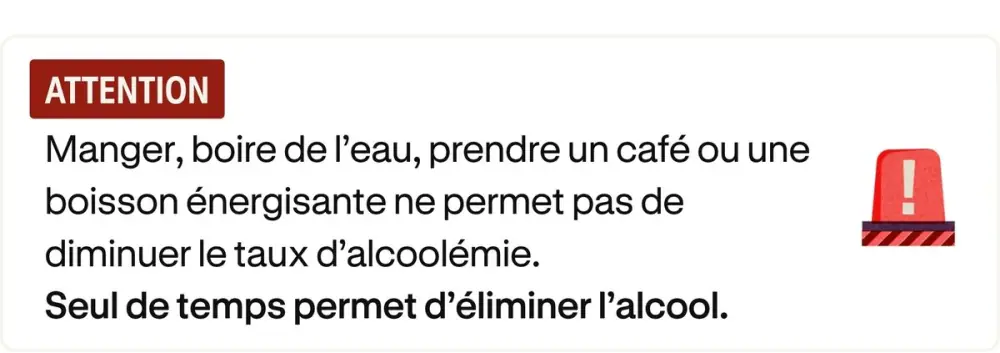 ATTENTION
Manger, boire de l’eau, prendre un café ou une
boisson énergisante ne permet pas de
diminuer le taux d’alcoolémie.
Seul de temps permet d’éliminer l’alcool.
!